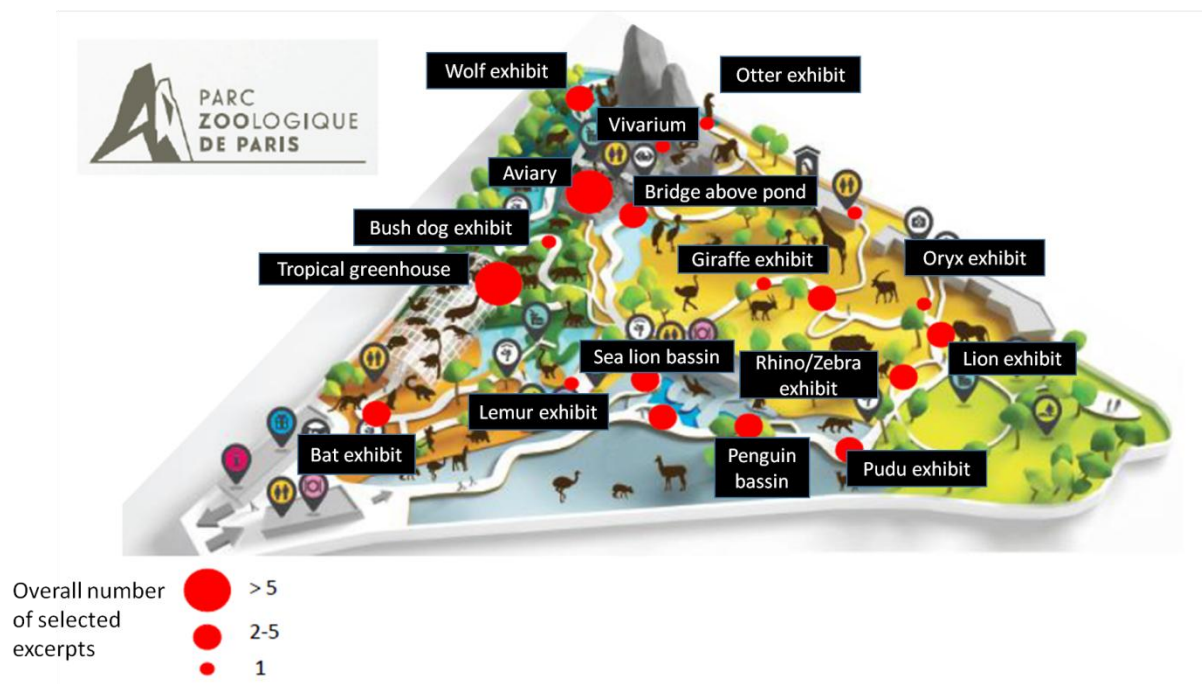 PARC
ZOOLOGIQUE
DE PARIS
Wolf exhibit
Otter exhibit
Vivarium
Aviary
Bridge above pond
Bush dog exhibit
Giraffe exhibit
Oryx exhibit
Tropical greenhouse
Sea lion bassin
Rhino/Zebra
exhibit
Lion exhibit
Lemur exhibit
Bat exhibit
Penguin
bassin
Pudu exhibit
Overall number
of selected
excerpts
> 5
2-5
1